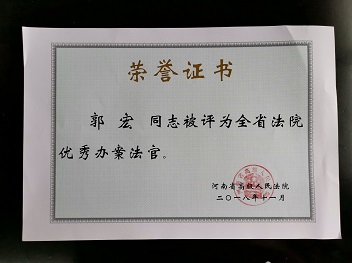 荣誉证书
郭 宏 同志被评为全省法院
优秀办案法官。
河南省高级人民法院
二〇一八年十一月